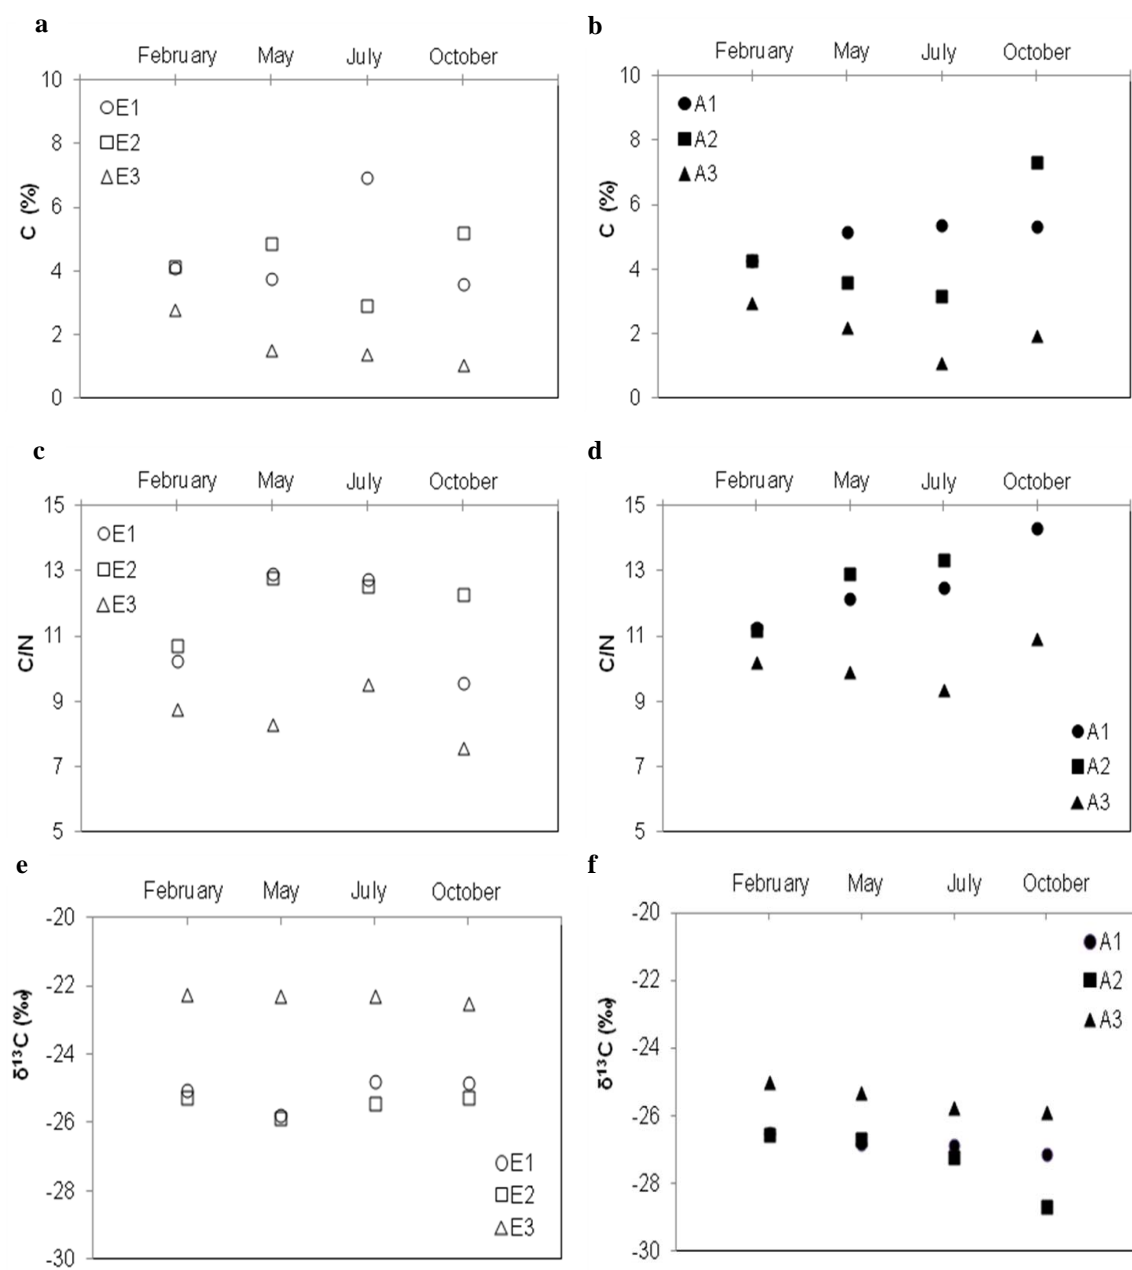 a
February May July October
10
8
6
4
2
0
C (%)
E1
E2
E3
b
February May July October
10
8
6
4
2
0
C (%)
A1
A2
A3
c
February May July October
15
13
11
9
7
5
C/N
E1
E2
E3
d
February May July October
15
13
11
9
7
5
C/N
A1
A2
A3
e
February May July October
-20
-22
-24
-26
-28
-30
δ¹³C (‰)
E1
E2
E3
f
February May July October
-20
-22
-24
-26
-28
-30
δ¹³C (‰)
A1
A2
A3